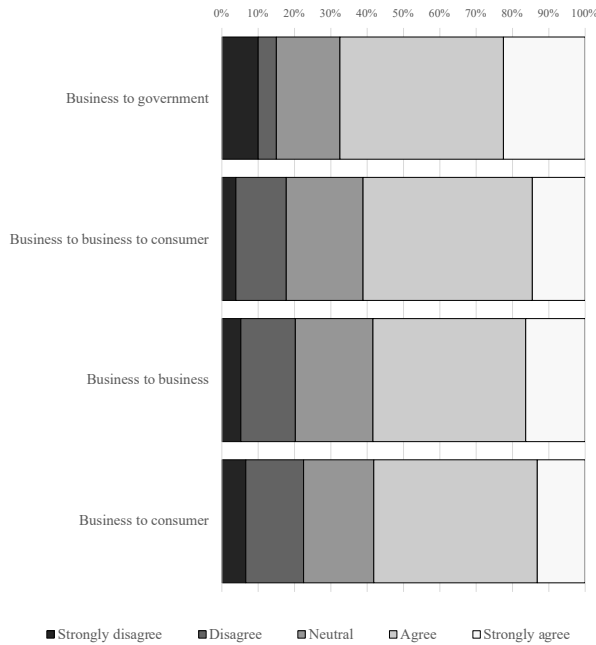 0% 10% 20% 30% 40% 50% 60% 70% 80% 90% 100%
Business to government
Business to business to consumer
Business to business
Business to consumer
Strongly disagree Disagree Neutral Agree Strongly agree